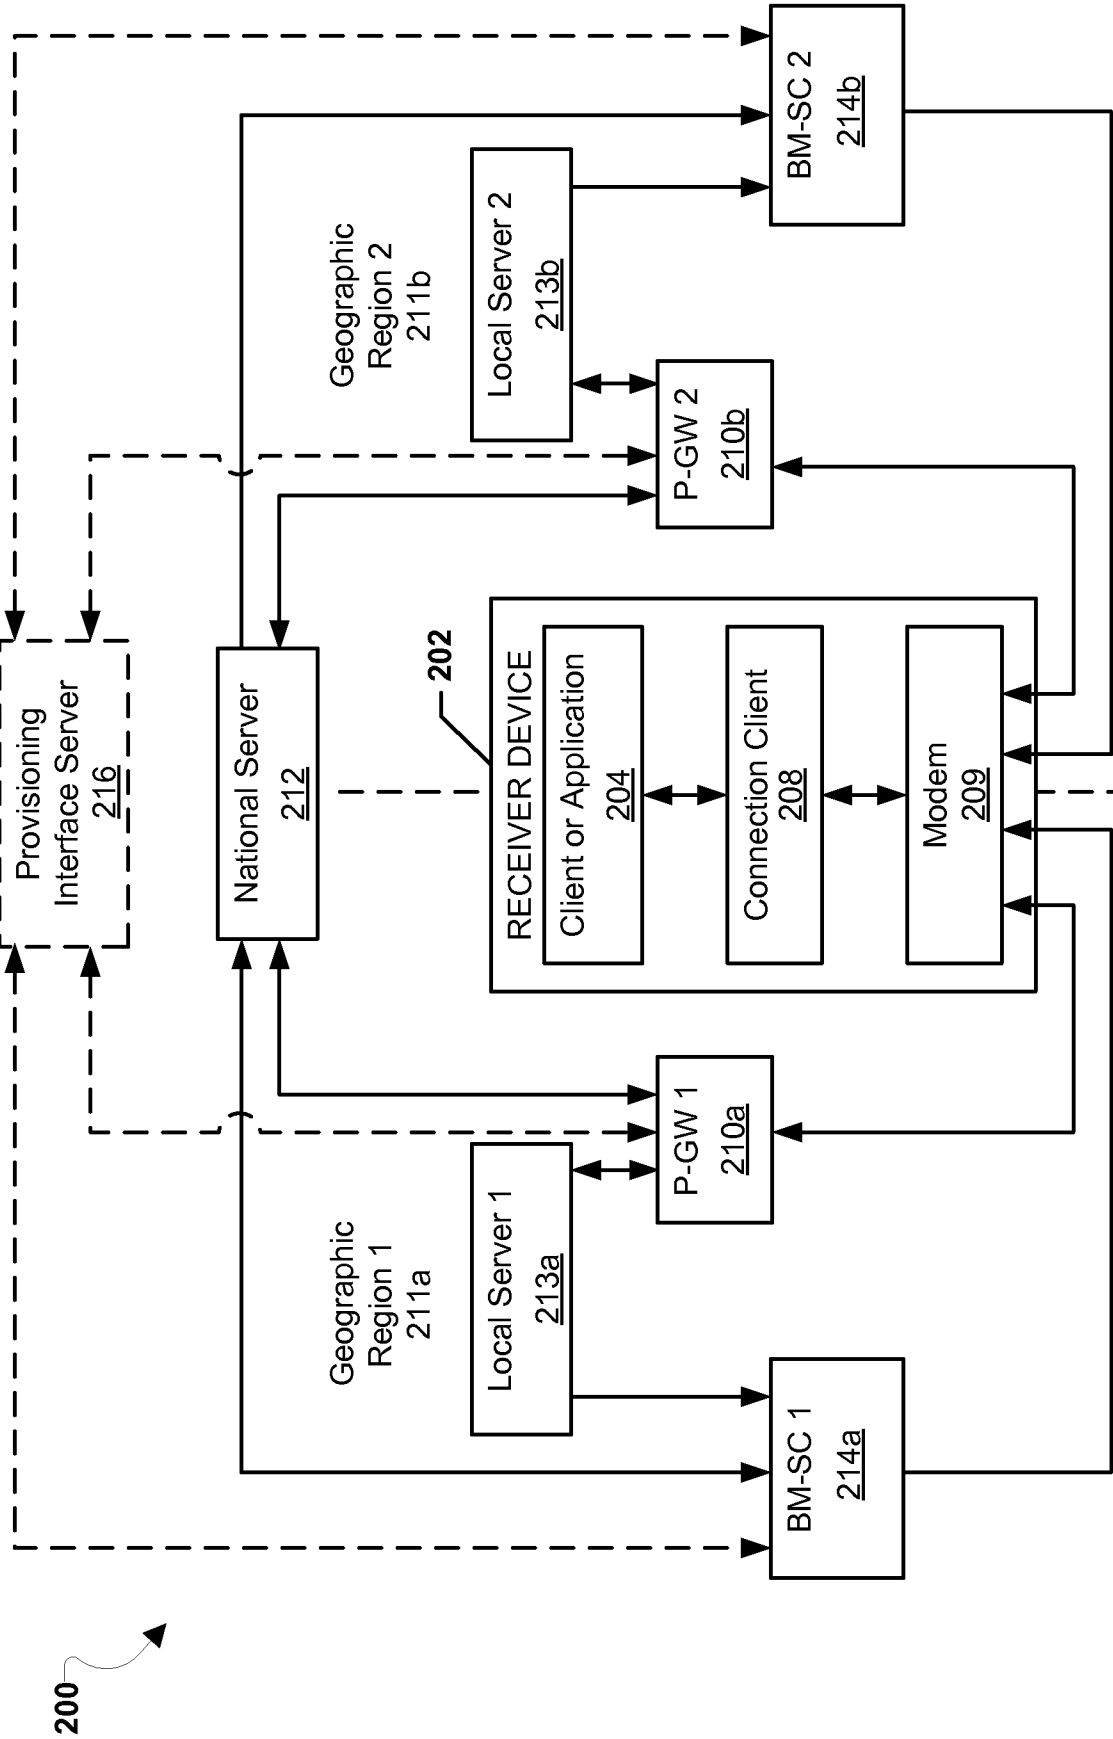 200
Provisioning
Interface Server
216
National Server
212
Geographic
Region 1
211a
Geographic
Region 2
211b
Local Server 1
213a
202
RECEIVER DEVICE
Client or Application
204
Local Server 2
213b
P-GW 1
210a
Connection Client
208
P-GW 2
210b
BM-SC 1
214a
Modem
209
BM-SC 2
214b